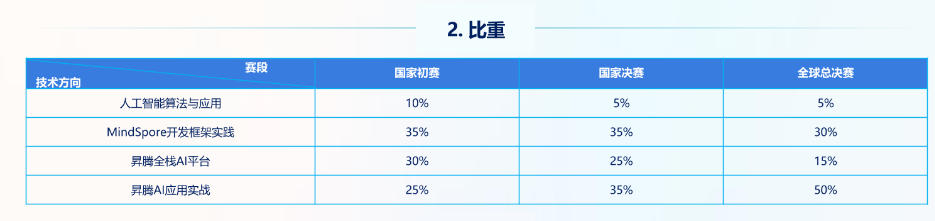 2. 比重
赛段
技术方向
国家初赛 国家决赛 全球总决赛
人工智能算法与应用 10% 5% 5%
MindSpore开发框架实践 35% 35% 30%
昇腾全栈AI平台 30% 25% 15%
昇腾AI应用实战 25% 35% 50%